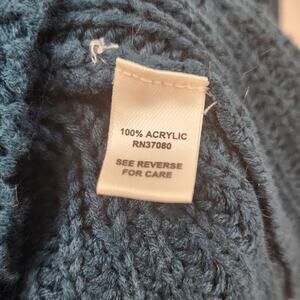 100% ACRYLIC
RN37080
SEE REVERSE
FOR CARE